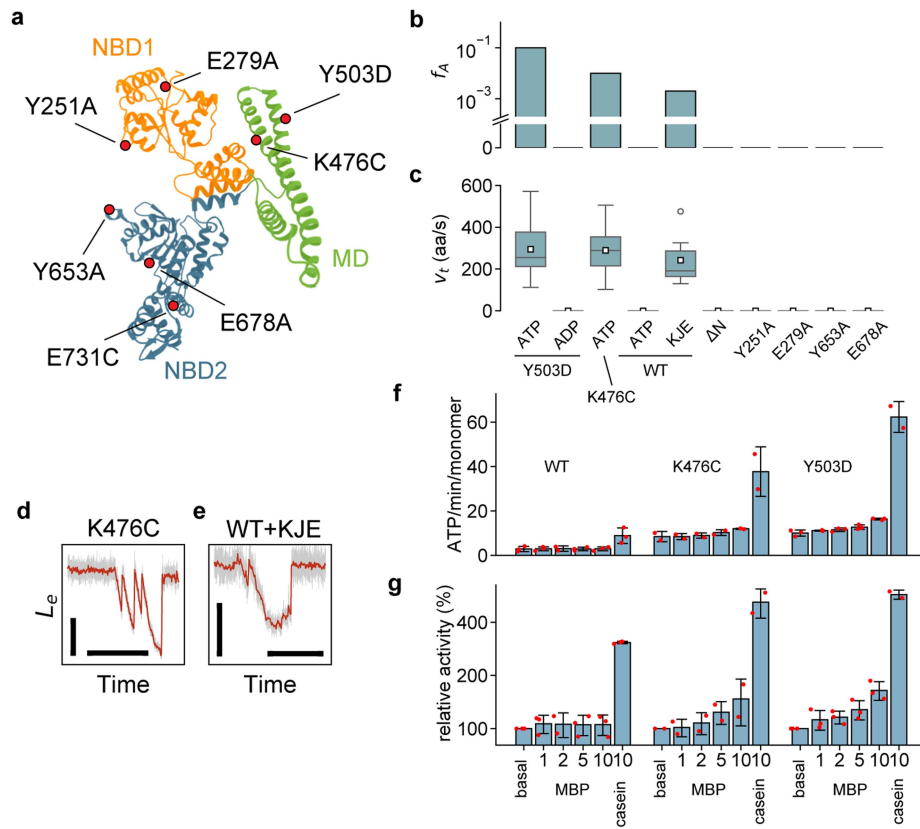 a
NBD1
E279A
Y503D
Y251A
K476C
Y653A
MD
E678A
E731C
NBD2
b
f_A
10⁻¹
10⁻³
0
c
v_t (aa/s)
600
400
200
0
ATP ADP ATP ATP KJE ΔN Y251A E279A Y653A E678A
Y503D WT
K476C
d
K476C
L_e
Time
e
WT+KJE
Time
f
ATP/min/monomer
60
40
20
0
WT K476C Y503D
g
relative activity (%)
400
200
100
basal 1 2 5 10 10 basal 1 2 5 10 10 basal 1 2 5 10 10
MBP casein MBP casein MBP casein